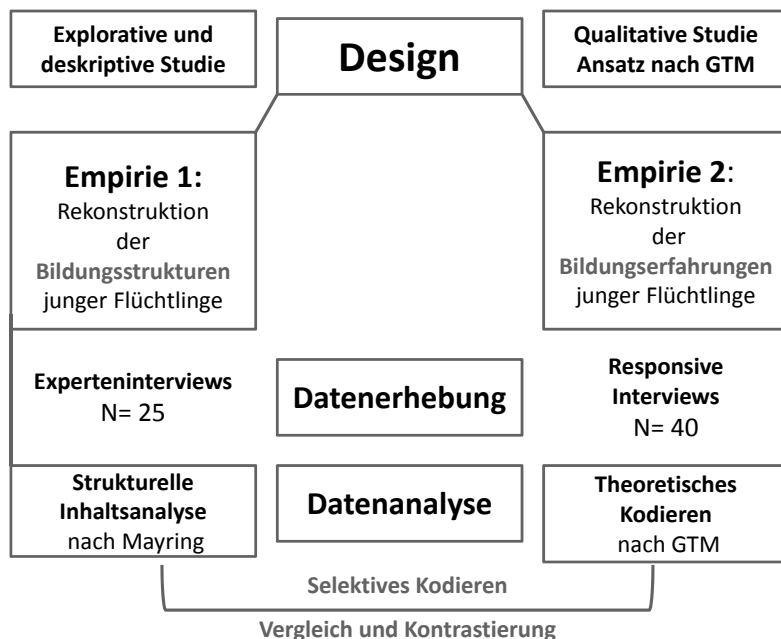 Explorative und
deskriptive Studie
Design
Qualitative Studie
Ansatz nach GTM
Empirie 1:
Rekonstruktion
der
Bildungsstrukturen
junger Flüchtlinge
Empirie 2:
Rekonstruktion
der
Bildungserfahrungen
junger Flüchtlinge
Experteninterviews
N= 25
Datenerhebung
Responsive
Interviews
N= 40
Strukturelle
Inhaltsanalyse
nach Mayring
Datenanalyse
Theoretisches
Kodieren
nach GTM
Selektives Kodieren
Vergleich und Kontrastierung